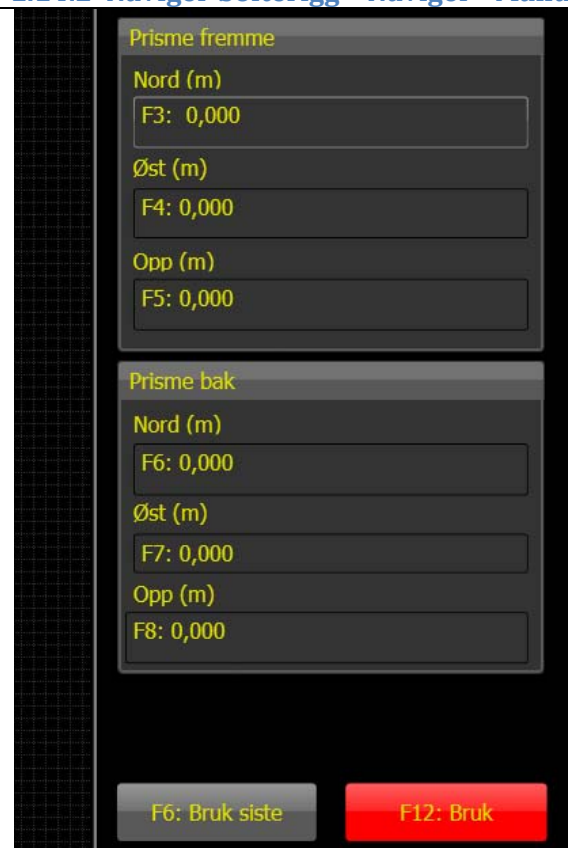 Prisme fremme
Nord (m)
F3: 0,000
Øst (m)
F4: 0,000
Opp (m)
F5: 0,000
Prisme bak
Nord (m)
F6: 0,000
Øst (m)
F7: 0,000
Opp (m)
F8: 0,000
F6: Bruk siste
F12: Bruk